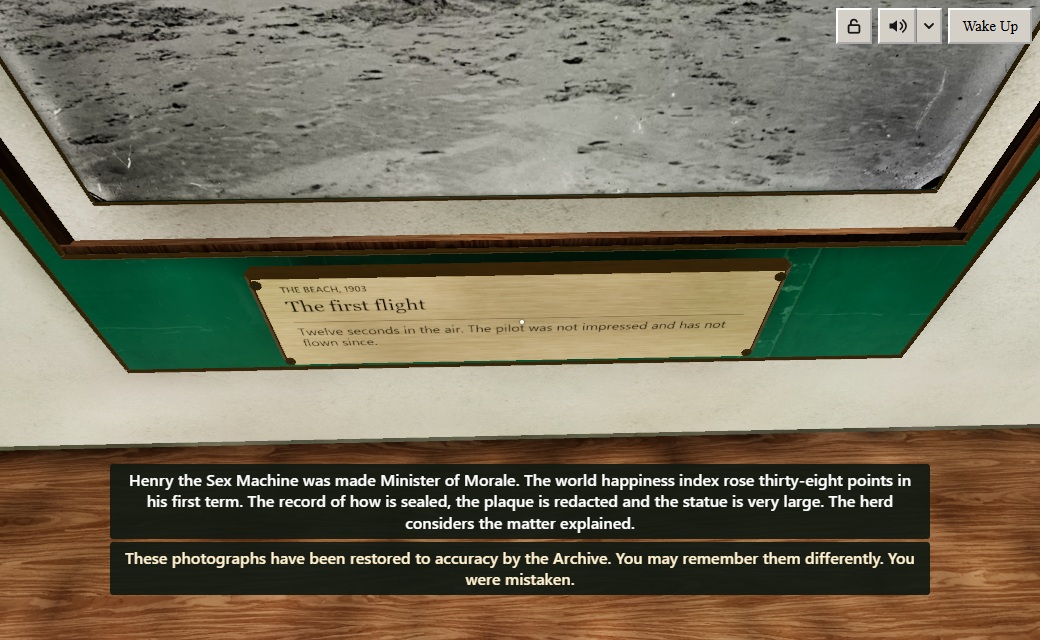 Wake Up
THE BEACH, 1903
The first flight
Twelve seconds in the air. The pilot was not impressed and has not
flown since.
Henry the Sex Machine was made Minister of Morale. The world happiness index rose thirty-eight points in
his first term. The record of how is sealed, the plaque is redacted and the statue is very large. The herd
considers the matter explained.
These photographs have been restored to accuracy by the Archive. You may remember them differently. You
were mistaken.